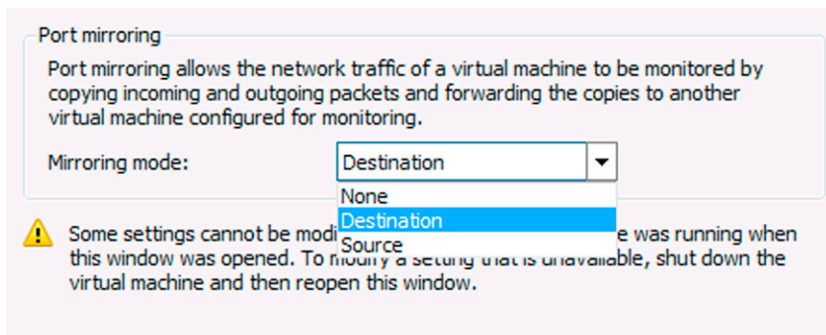 Port mirroring
Port mirroring allows the network traffic of a virtual machine to be monitored by
copying incoming and outgoing packets and forwarding the copies to another
virtual machine configured for monitoring.
Mirroring mode: Destination
None
Destination
Source
Some settings cannot be modi e was running when
this window was opened. To modify a setting that is unavailable, shut down the
virtual machine and then reopen this window.